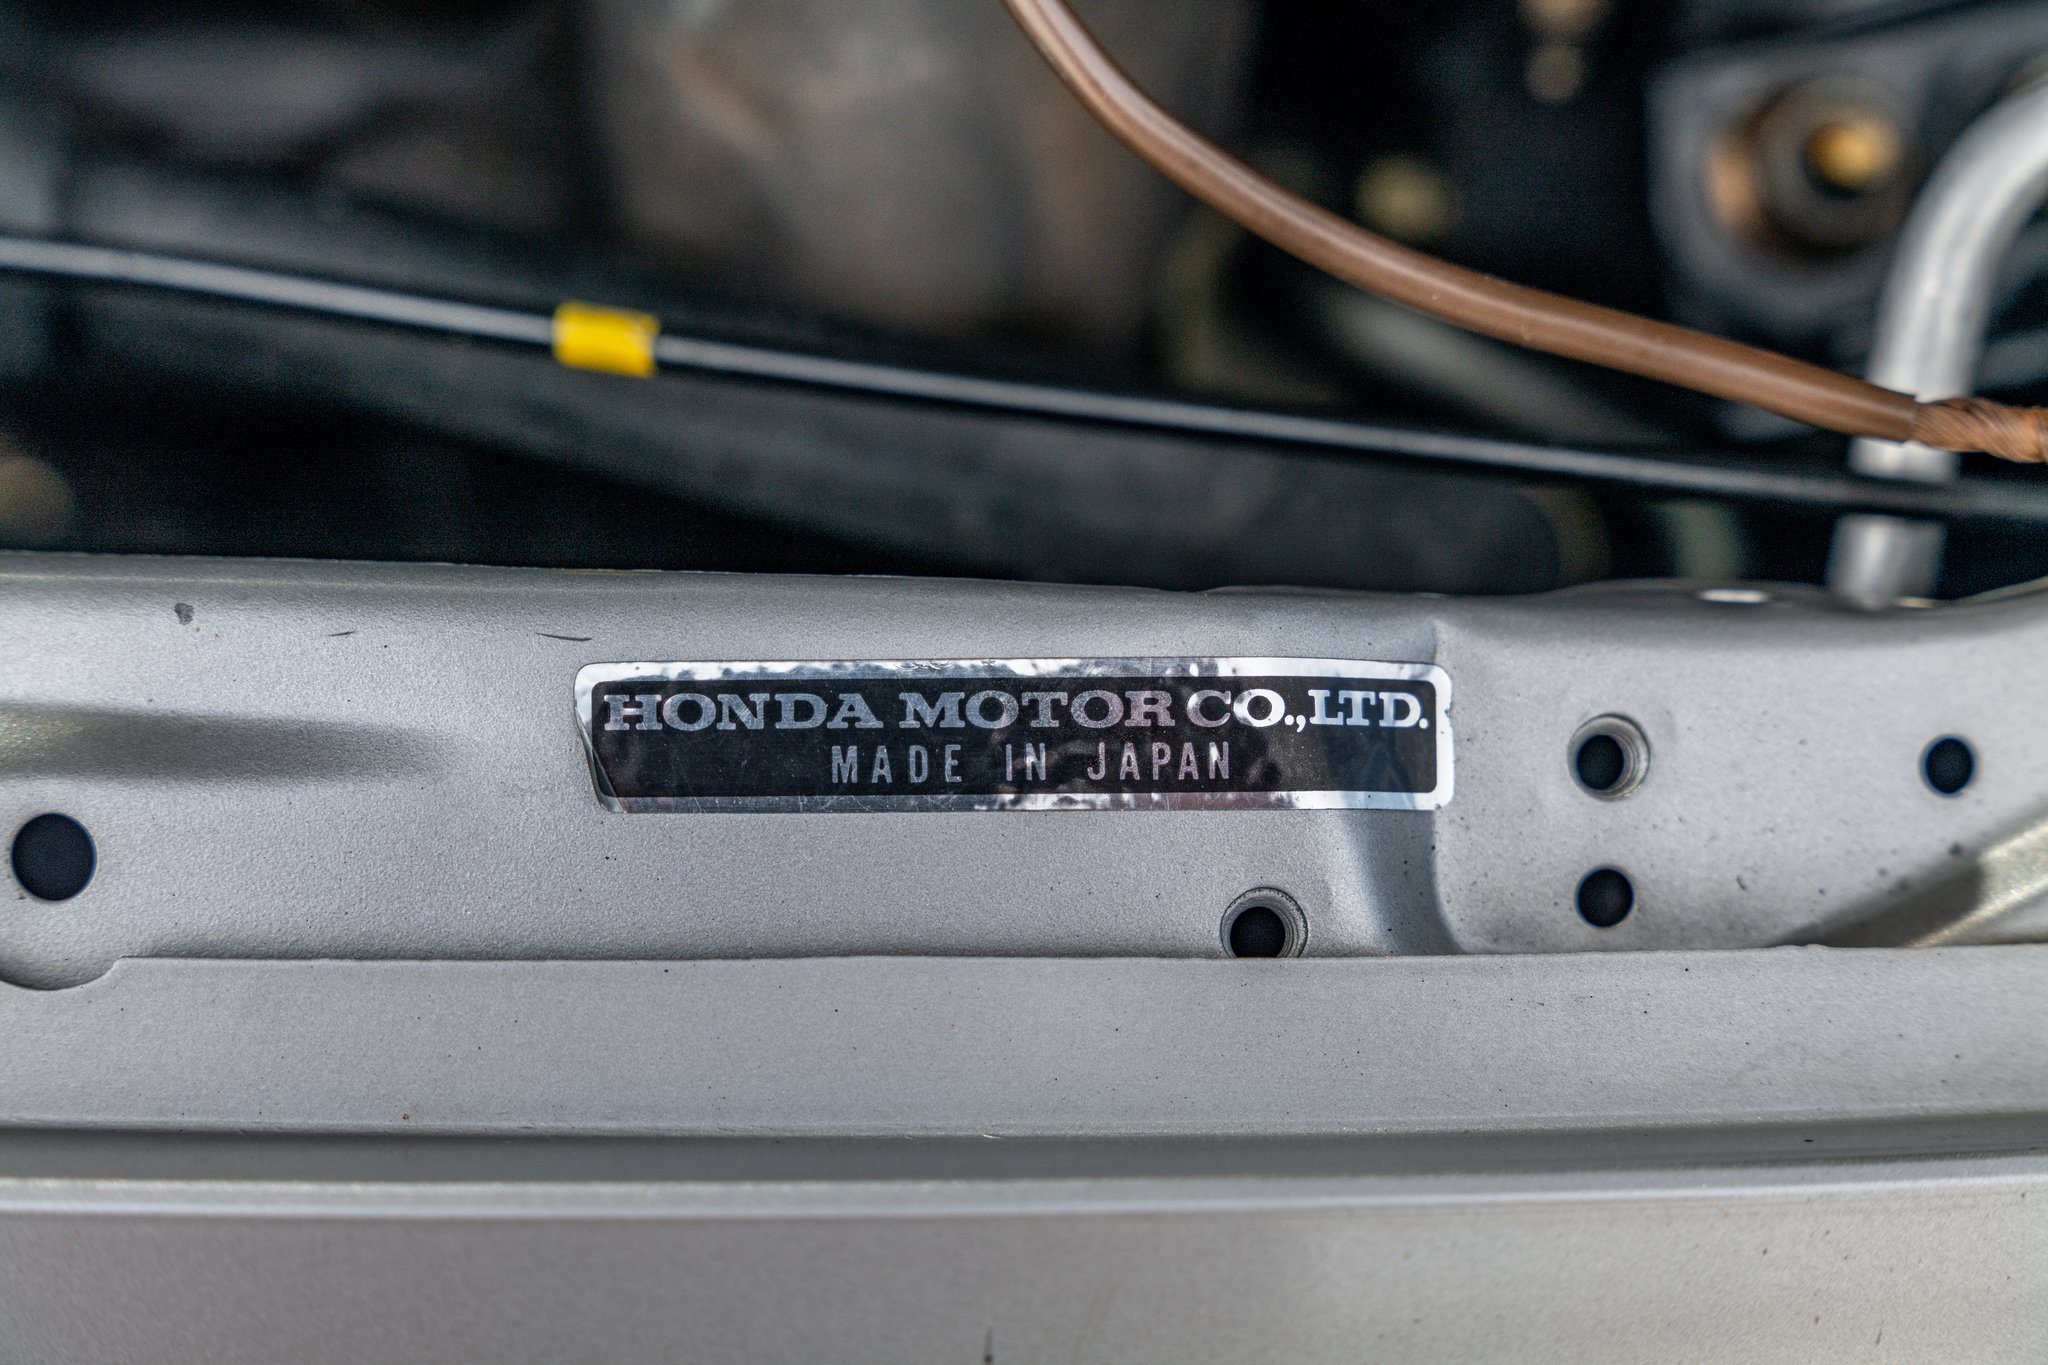 HONDA MOTOR CO., LTD.
MADE IN JAPAN